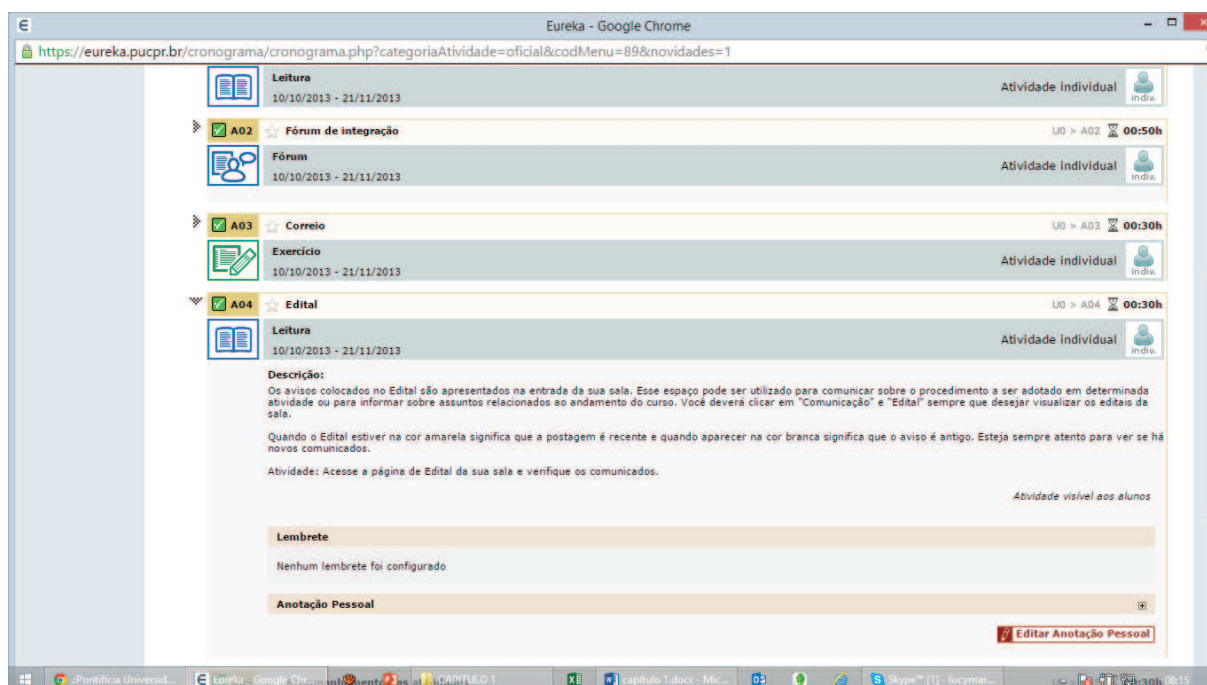 Eureka - Google Chrome
https://eureka.pucpr.br/cronograma/cronograma.php?categoriaAtividade=oficial&codMenu=89&novidades=1
Leitura
10/10/2013 - 21/11/2013
Atividade individual
indiv.
A02 Fórum de integração U0 > A02 00:50h
Fórum
10/10/2013 - 21/11/2013
Atividade individual
indiv.
A03 Correio U0 > A03 00:30h
Exercício
10/10/2013 - 21/11/2013
Atividade individual
indiv.
A04 Edital U0 > A04 00:30h
Leitura
10/10/2013 - 21/11/2013
Atividade individual
indiv.
Descrição:
Os avisos colocados no Edital são apresentados na entrada da sua sala. Esse espaço pode ser utilizado para comunicar sobre o procedimento a ser adotado em determinada
atividade ou para informar sobre assuntos relacionados ao andamento do curso. Você deverá clicar em "Comunicação" e "Edital" sempre que desejar visualizar os editais da
sala.
Quando o Edital estiver na cor amarela significa que a postagem é recente e quando aparecer na cor branca significa que o aviso é antigo. Esteja sempre atento para ver se há
novos comunicados.
Atividade: Acesse a página de Edital da sua sala e verifique os comunicados.
Atividade visível aos alunos
Lembrete
Nenhum lembrete foi configurado
Anotação Pessoal
Editar Anotação Pessoal
.:Pontifícia Universid... Eureka - Google Chr... CAPITULO 1 capítulo 1.docx - Mic... Skype™ [1] - lucymar... 08:15